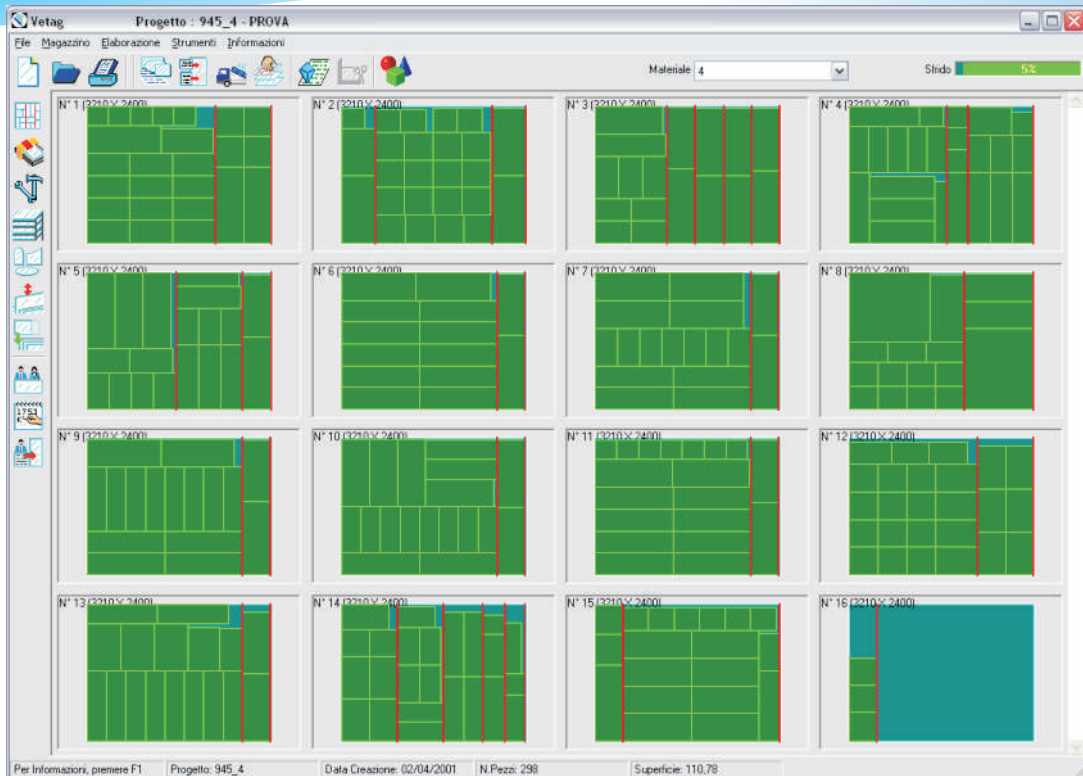 Vetag Progetto : 945_4 - PROVA
File Magazzino Elaborazione Strumenti Informazioni
Materiale 4 Sfrido 5%
N° 1 (3210 X 2400) N° 2 (3210 X 2400) N° 3 (3210 X 2400) N° 4 (3210 X 2400)
N° 5 (3210 X 2400) N° 6 (3210 X 2400) N° 7 (3210 X 2400) N° 8 (3210 X 2400)
N° 9 (3210 X 2400) N° 10 (3210 X 2400) N° 11 (3210 X 2400) N° 12 (3210 X 2400)
N° 13 (3210 X 2400) N° 14 (3210 X 2400) N° 15 (3210 X 2400) N° 16 (3210 X 2400)
Per Informazioni, premere F1 Progetto: 945_4 Data Creazione: 02/04/2001 N.Pezzi: 298 Superficie: 110,78